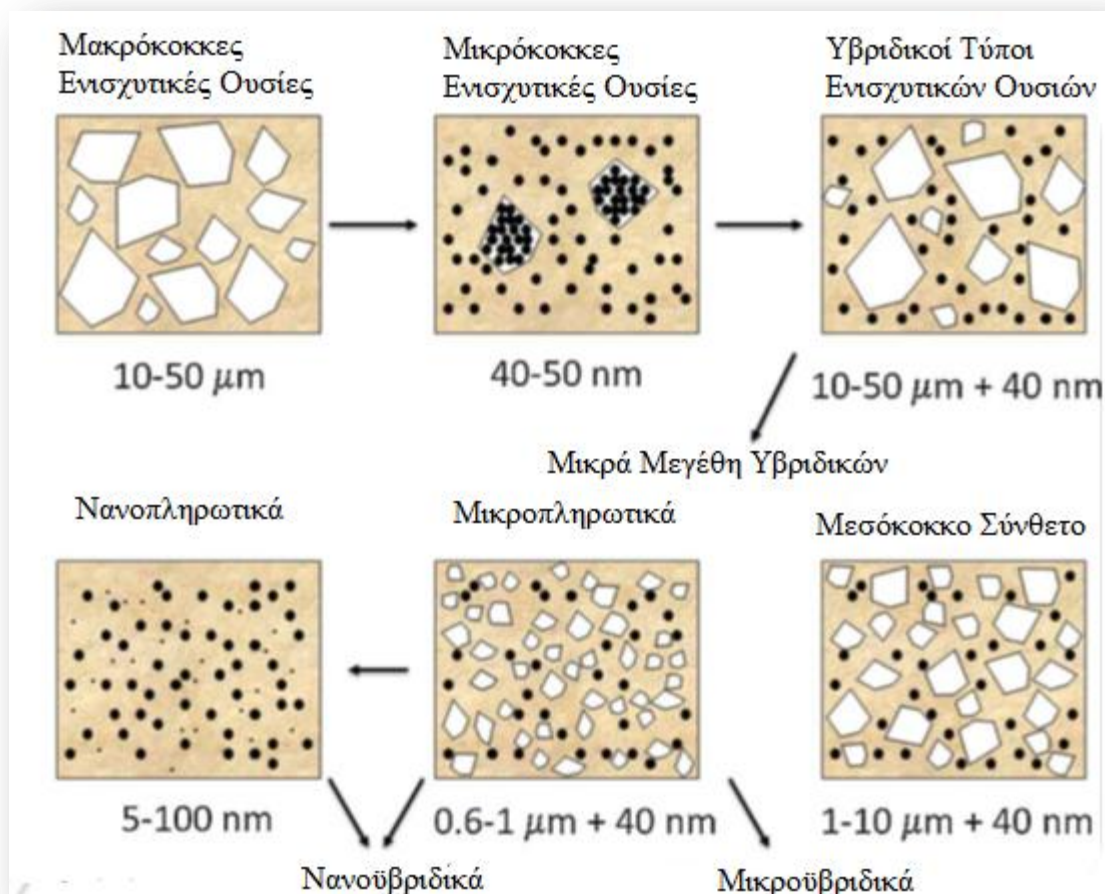 Μακρόκοκκες
Ενισχυτικές Ουσίες
Μικρόκοκκες
Ενισχυτικές Ουσίες
Υβριδικοί Τύποι
Ενισχυτικών Ουσιών
10-50 μm
40-50 nm
10-50 μm + 40 nm
Μικρά Μεγέθη Υβριδικών
Νανοπληρωτικά
Μικροπληρωτικά
Μεσόκοκκο Σύνθετο
5-100 nm
0.6-1 μm + 40 nm
1-10 μm + 40 nm
Νανοϋβριδίκά
Μικροϋβριδικά